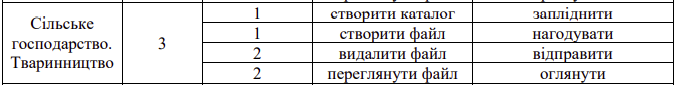 Сільське
господарство.
Тваринництво
3
1 створити каталог запліднити
1 створити файл нагодувати
2 видалити файл відправити
2 переглянути файл оглянути